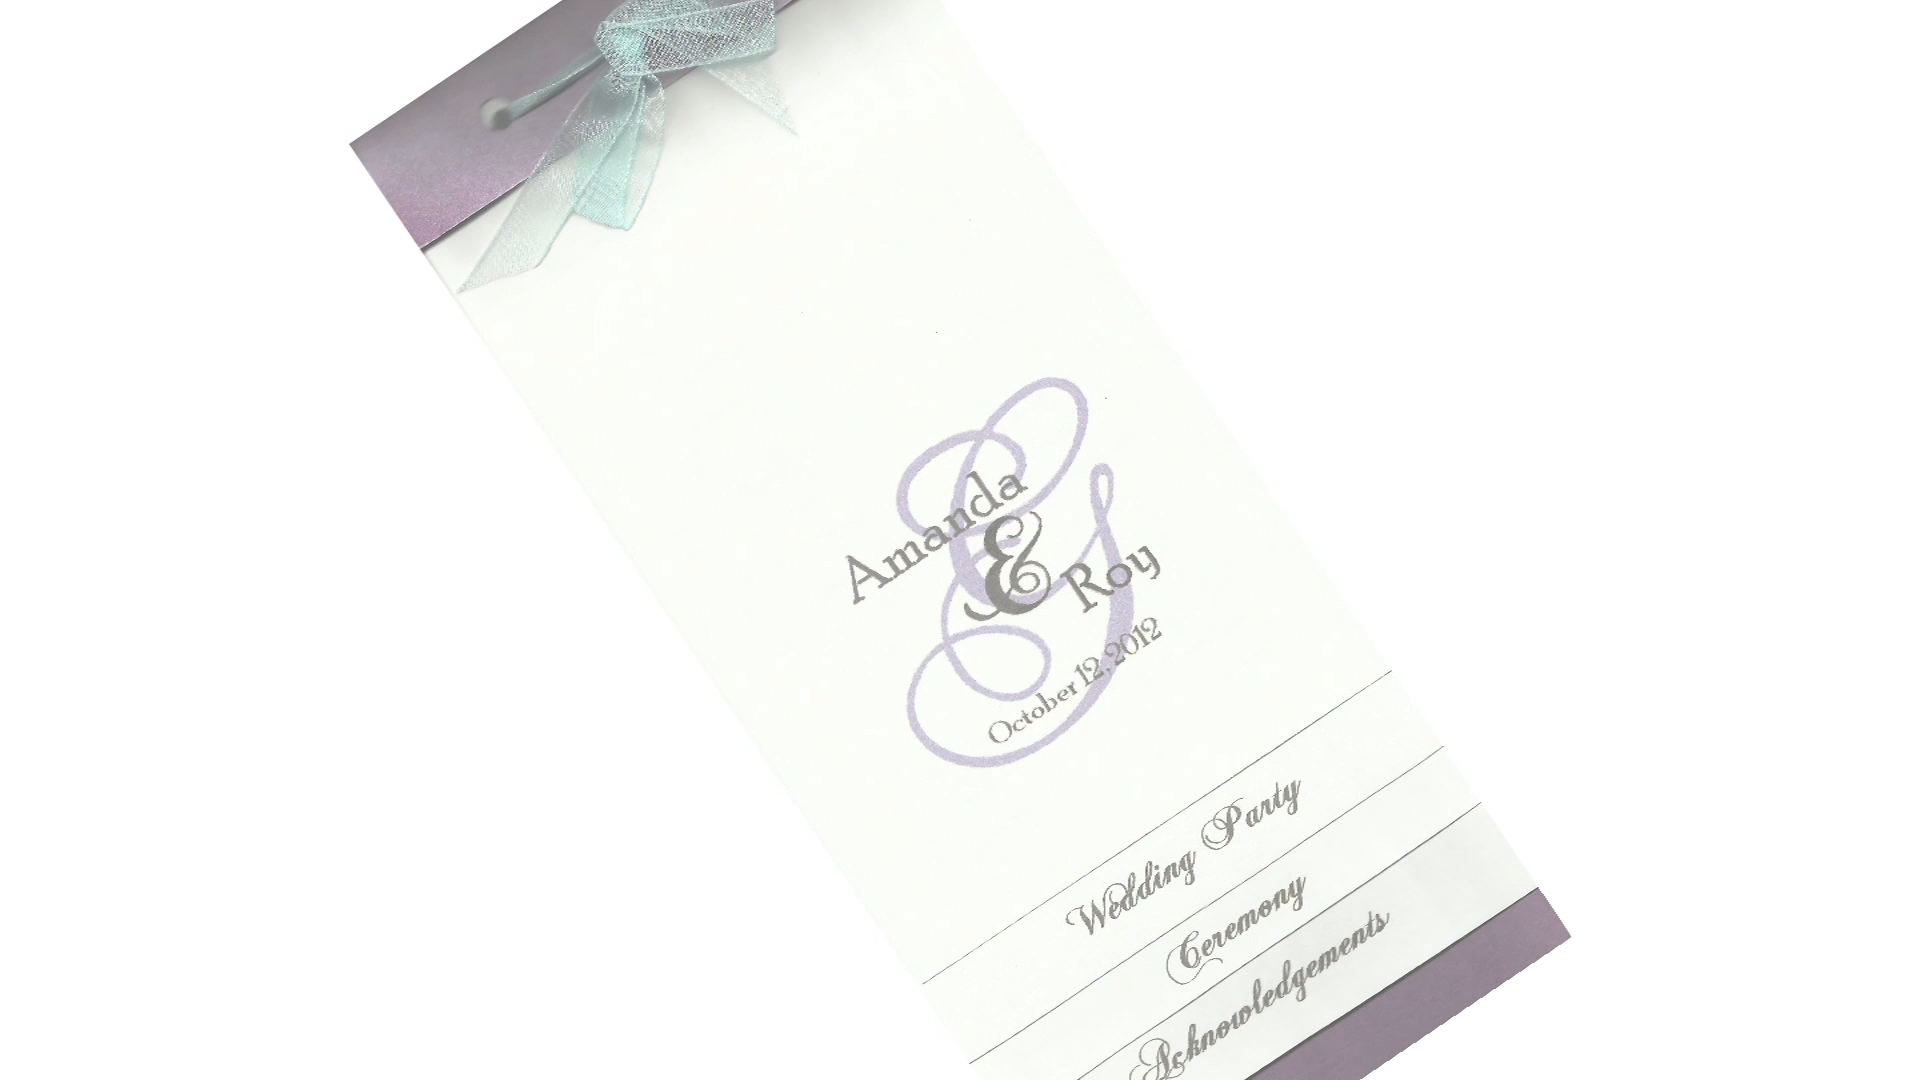 G
Amanda
&
Roy
October 12, 2012
Wedding Party
Ceremony
Acknowledgements